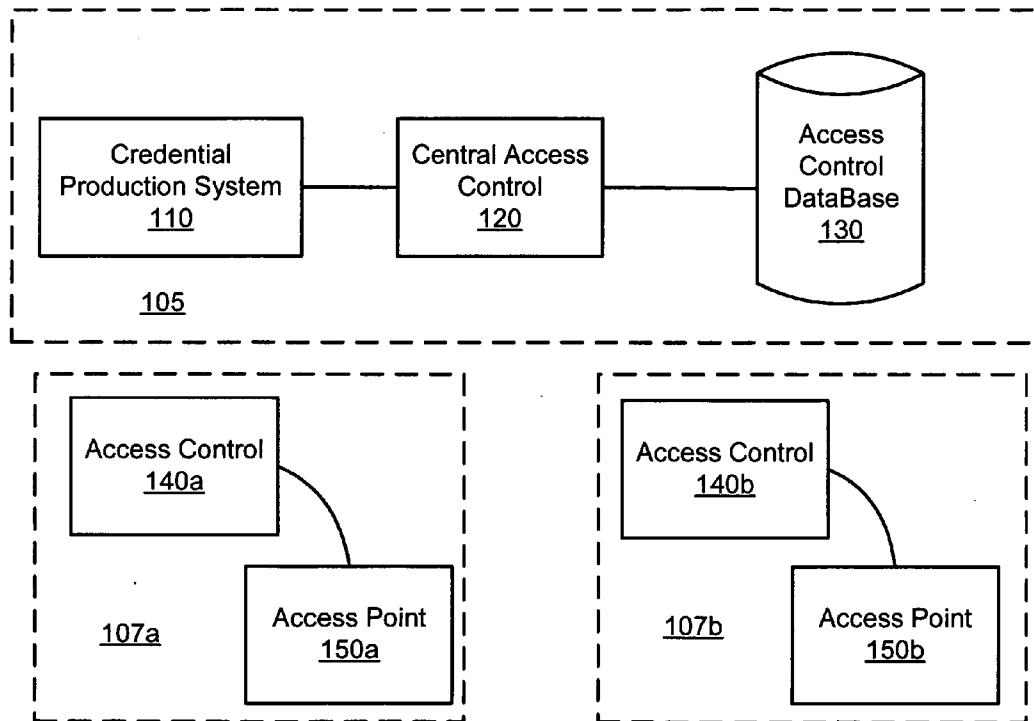 Credential
Production System
110
Central Access
Control
120
Access
Control
DataBase
130
105
Access Control
140a
Access Point
150a
107a
Access Control
140b
Access Point
150b
107b